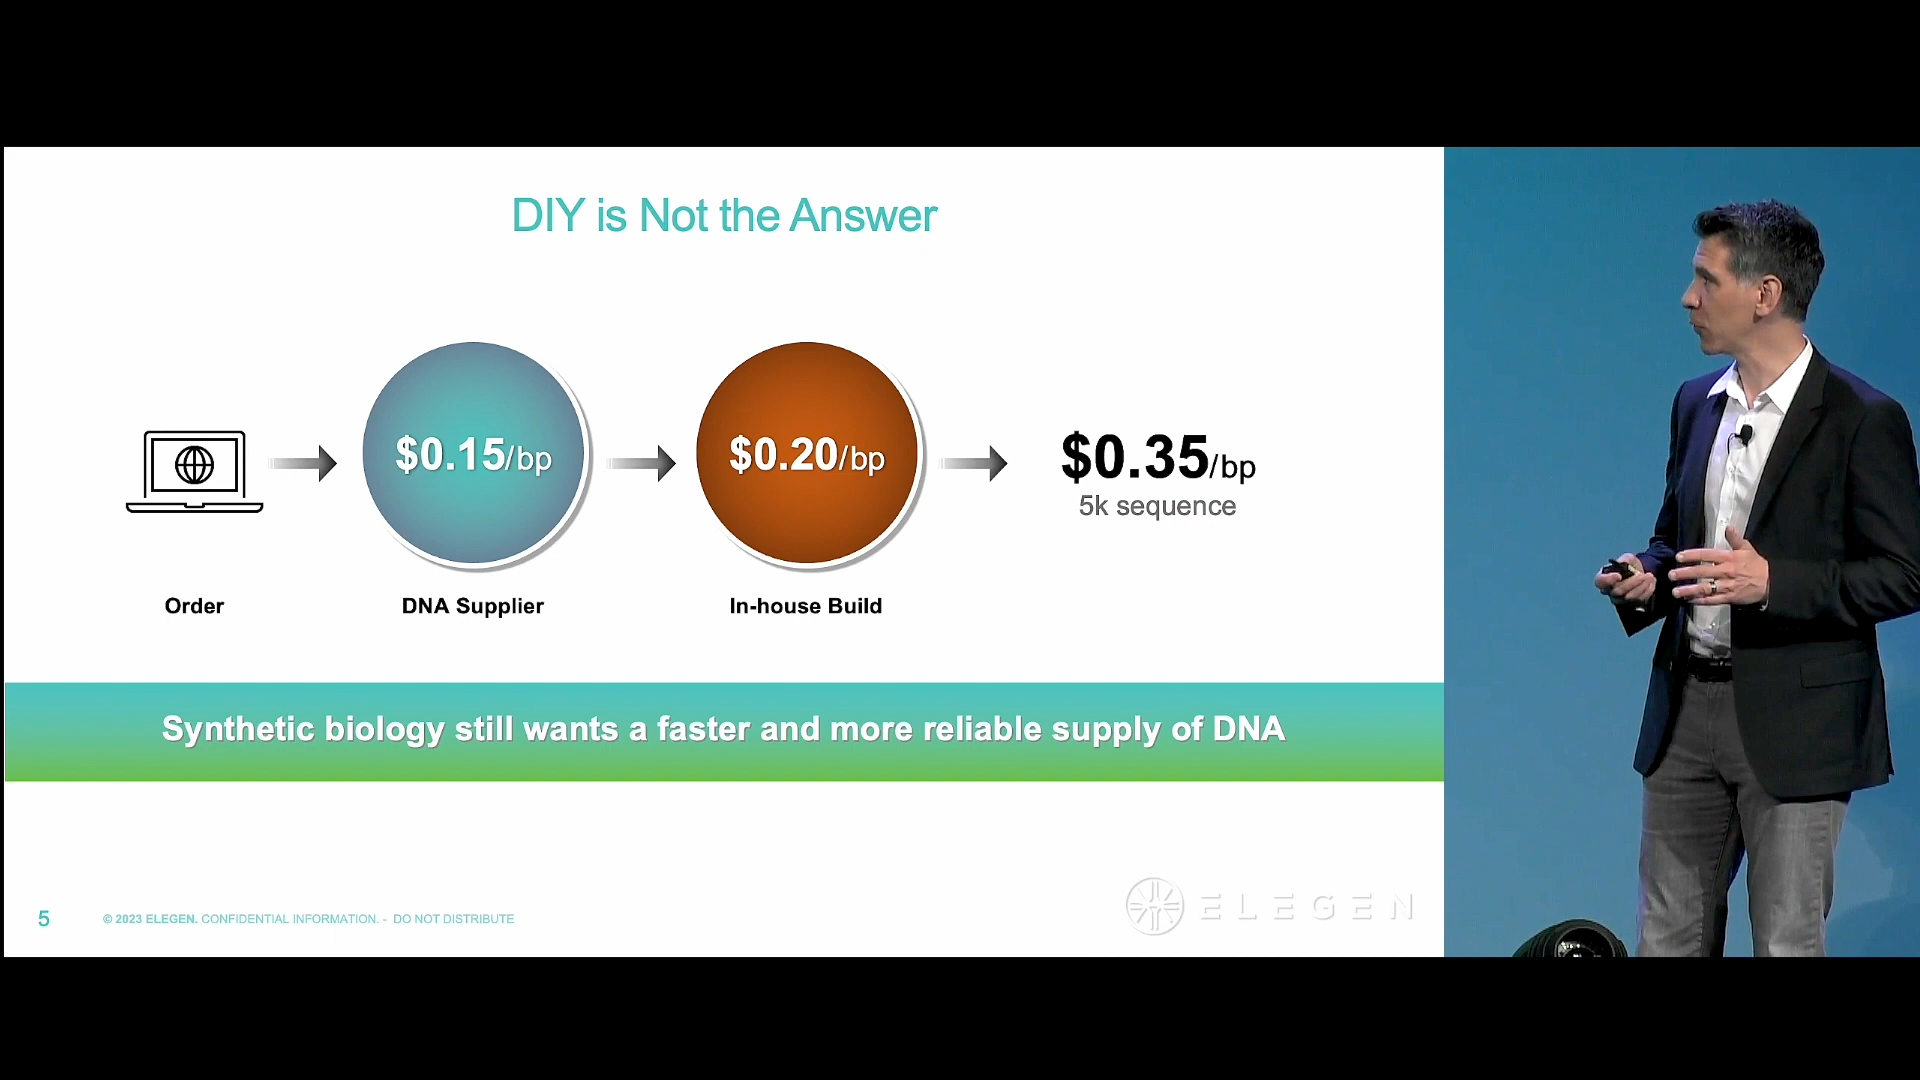 DIY is Not the Answer
$0.15/bp
$0.20/bp
$0.35/bp
5k sequence
Order
DNA Supplier
In-house Build
Synthetic biology still wants a faster and more reliable supply of DNA
5
© 2023 ELEGEN. CONFIDENTIAL INFORMATION. - DO NOT DISTRIBUTE
ELEGEN